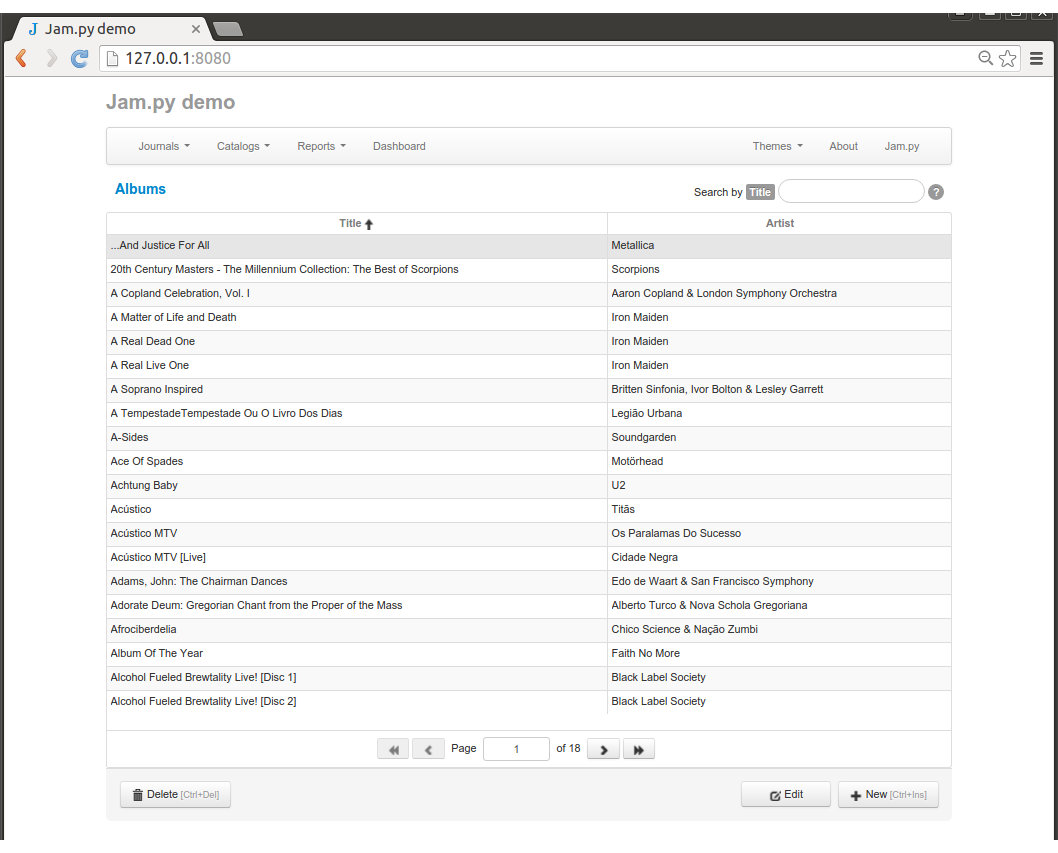 J Jam.py demo ×
127.0.0.1:8080
Jam.py demo
Journals Catalogs Reports Dashboard Themes About Jam.py
Albums Search by Title ?
Title Artist
...And Justice For All Metallica
20th Century Masters - The Millennium Collection: The Best of Scorpions Scorpions
A Copland Celebration, Vol. I Aaron Copland & London Symphony Orchestra
A Matter of Life and Death Iron Maiden
A Real Dead One Iron Maiden
A Real Live One Iron Maiden
A Soprano Inspired Britten Sinfonia, Ivor Bolton & Lesley Garrett
A TempestadeTempestade Ou O Livro Dos Dias Legião Urbana
A-Sides Soundgarden
Ace Of Spades Motörhead
Achtung Baby U2
Acústico Titãs
Acústico MTV Os Paralamas Do Sucesso
Acústico MTV [Live] Cidade Negra
Adams, John: The Chairman Dances Edo de Waart & San Francisco Symphony
Adorate Deum: Gregorian Chant from the Proper of the Mass Alberto Turco & Nova Schola Gregoriana
Afrociberdelia Chico Science & Nação Zumbi
Album Of The Year Faith No More
Alcohol Fueled Brewtality Live! [Disc 1] Black Label Society
Alcohol Fueled Brewtality Live! [Disc 2] Black Label Society
Page 1 of 18
Delete [Ctrl+Del] Edit New [Ctrl+Ins]